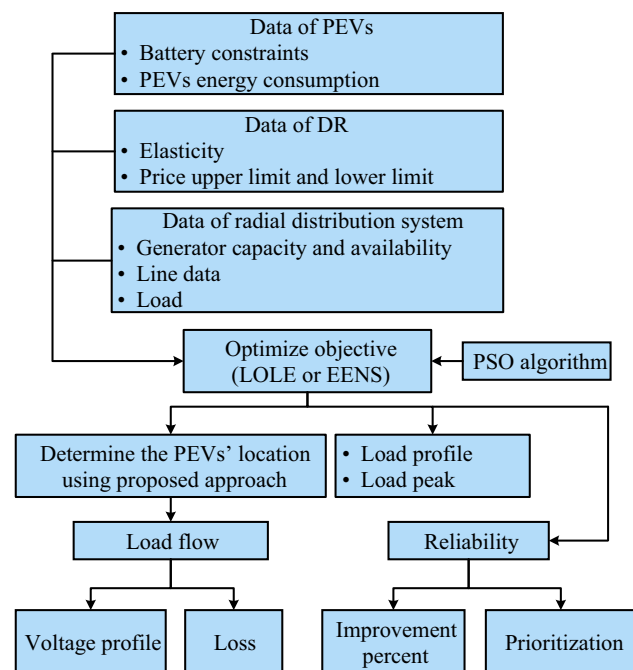 Data of PEVs
• Battery constraints
• PEVs energy consumption
Data of DR
• Elasticity
• Price upper limit and lower limit
Data of radial distribution system
• Generator capacity and availability
• Line data
• Load
Optimize objective
(LOLE or EENS)
PSO algorithm
Determine the PEVs' location
using proposed approach
• Load profile
• Load peak
Load flow
Reliability
Voltage profile
Loss
Improvement
percent
Prioritization